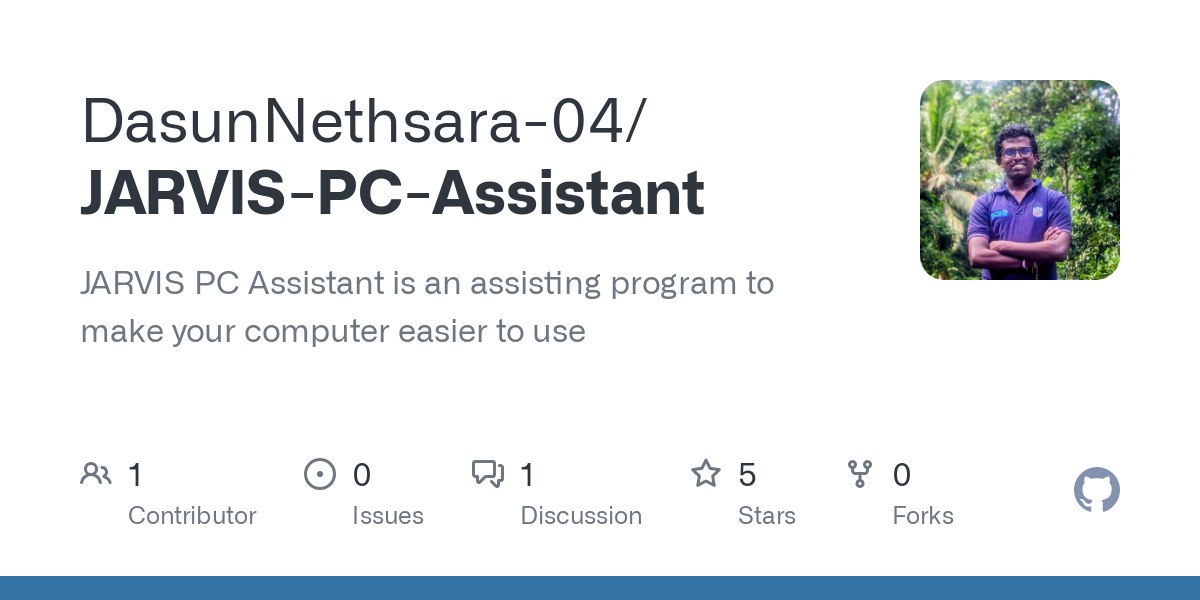 DasunNethsara-04/
JARVIS-PC-Assistant
JARVIS PC Assistant is an assisting program to
make your computer easier to use
1
Contributor
0
Issues
1
Discussion
5
Stars
0
Forks